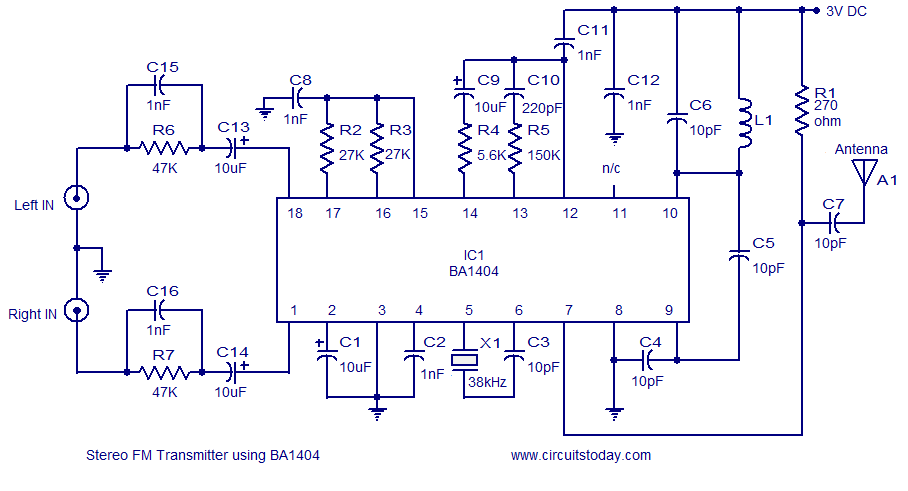 3V DC
C11
1nF
C15
1nF
C8
1nF
C9
10uF
C10
220pF
C12
1nF
C6
10pF
L1
R1
270
ohm
R6
47K
C13
10uF
R2
27K
R3
27K
R4
5.6K
R5
150K
Antenna
A1
n/c
Left IN
C7
10pF
18 17 16 15 14 13 12 11 10
IC1
BA1404
C5
10pF
1 2 3 4 5 6 7 8 9
Right IN
C16
1nF
R7
47K
C14
10uF
C1
10uF
C2
1nF
X1
38kHz
C3
10pF
C4
10pF
Stereo FM Transmitter using BA1404
www.circuitstoday.com